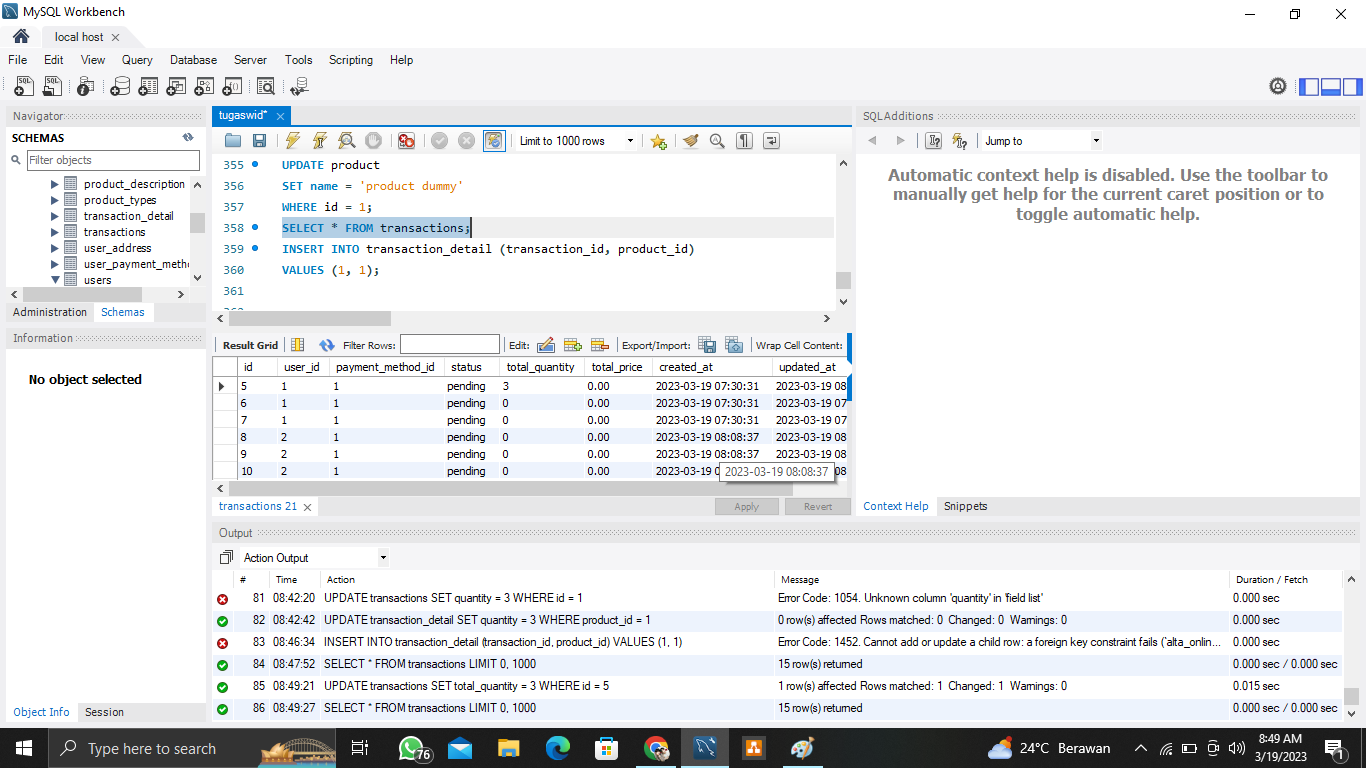 MySQL Workbench
local host
File Edit View Query Database Server Tools Scripting Help
Navigator
SCHEMAS
Filter objects
product_description
product_types
transaction_detail
transactions
user_address
user_payment_meth
users
Administration Schemas
Information
No object selected
Object Info Session
tugaswid*
Limit to 1000 rows
355 UPDATE product
356 SET name = 'product dummy'
357 WHERE id = 1;
358 SELECT * FROM transactions;
359 INSERT INTO transaction_detail (transaction_id, product_id)
360 VALUES (1, 1);
361
Result Grid Filter Rows: Edit: Export/Import: Wrap Cell Content:
id user_id payment_method_id status total_quantity total_price created_at updated_at
5 1 1 pending 3 0.00 2023-03-19 07:30:31 2023-03-19 08
6 1 1 pending 0 0.00 2023-03-19 07:30:31 2023-03-19 07
7 1 1 pending 0 0.00 2023-03-19 07:30:31 2023-03-19 07
8 2 1 pending 0 0.00 2023-03-19 08:08:37 2023-03-19 08
9 2 1 pending 0 0.00 2023-03-19 08:08:37 2023-03-19 08
10 2 1 pending 0 0.00 2023-03-19 0 08
2023-03-19 08:08:37
transactions 21 Apply Revert
SQLAdditions
Jump to
Automatic context help is disabled. Use the toolbar to
manually get help for the current caret position or to
toggle automatic help.
Context Help Snippets
Output
Action Output
# Time Action Message Duration / Fetch
81 08:42:20 UPDATE transactions SET quantity = 3 WHERE id = 1 Error Code: 1054. Unknown column 'quantity' in 'field list' 0.000 sec
82 08:42:42 UPDATE transaction_detail SET quantity = 3 WHERE product_id = 1 0 row(s) affected Rows matched: 0 Changed: 0 Warnings: 0 0.000 sec
83 08:46:34 INSERT INTO transaction_detail (transaction_id, product_id) VALUES (1, 1) Error Code: 1452. Cannot add or update a child row: a foreign key constraint fails (`alta_onlin... 0.000 sec
84 08:47:52 SELECT * FROM transactions LIMIT 0, 1000 15 row(s) returned 0.000 sec / 0.000 sec
85 08:49:21 UPDATE transactions SET total_quantity = 3 WHERE id = 5 1 row(s) affected Rows matched: 1 Changed: 1 Warnings: 0 0.015 sec
86 08:49:27 SELECT * FROM transactions LIMIT 0, 1000 15 row(s) returned 0.000 sec / 0.000 sec
Type here to search
76
24°C Berawan
8:49 AM
3/19/2023
1